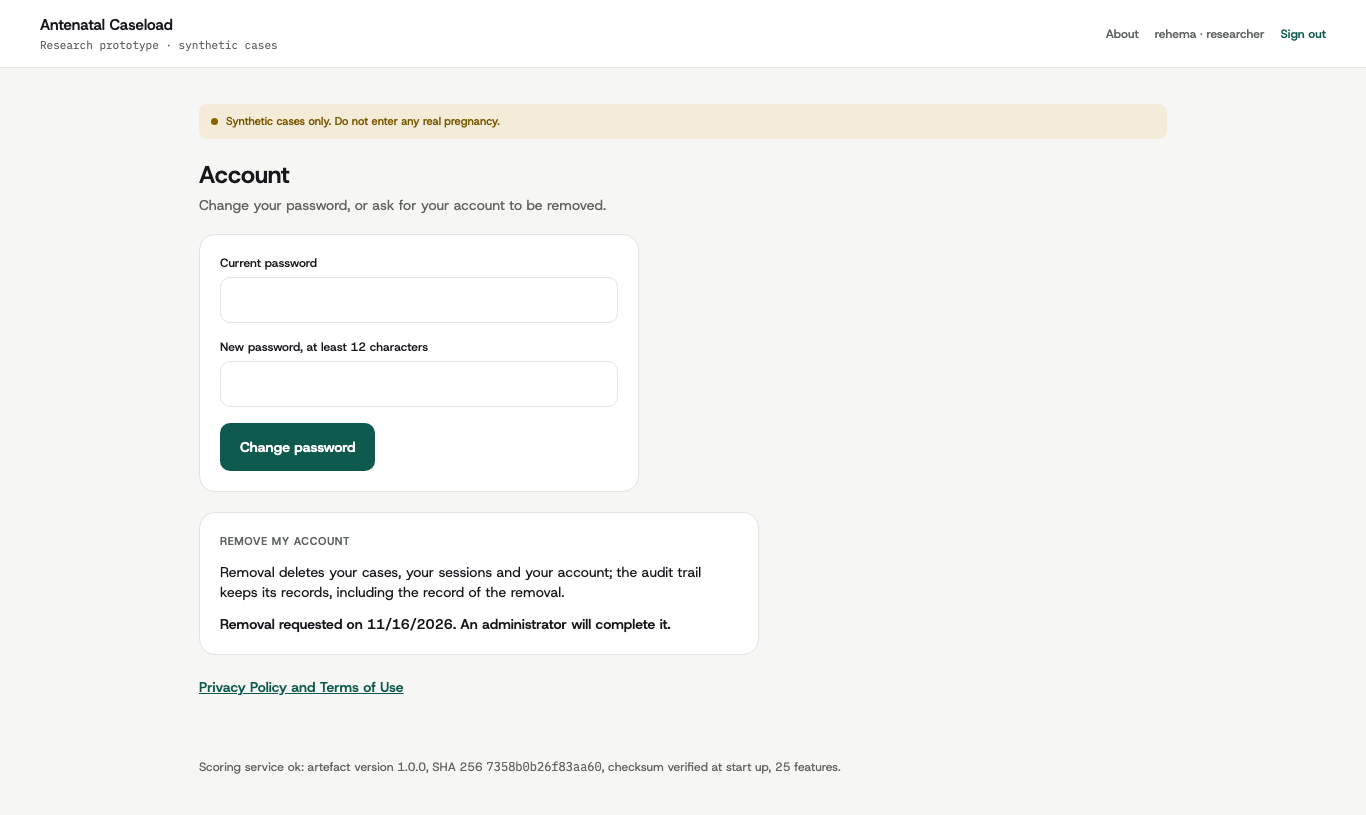 Antenatal Caseload
Research prototype · synthetic cases
About
rehema · researcher
Sign out
Synthetic cases only. Do not enter any real pregnancy.
Account
Change your password, or ask for your account to be removed.
Current password
New password, at least 12 characters
Change password
REMOVE MY ACCOUNT
Removal deletes your cases, your sessions and your account; the audit trail
keeps its records, including the record of the removal.
Removal requested on 11/16/2026. An administrator will complete it.
Privacy Policy and Terms of Use
Scoring service ok: artefact version 1.0.0, SHA 256 7358b0b26f83aa60, checksum verified at start up, 25 features.